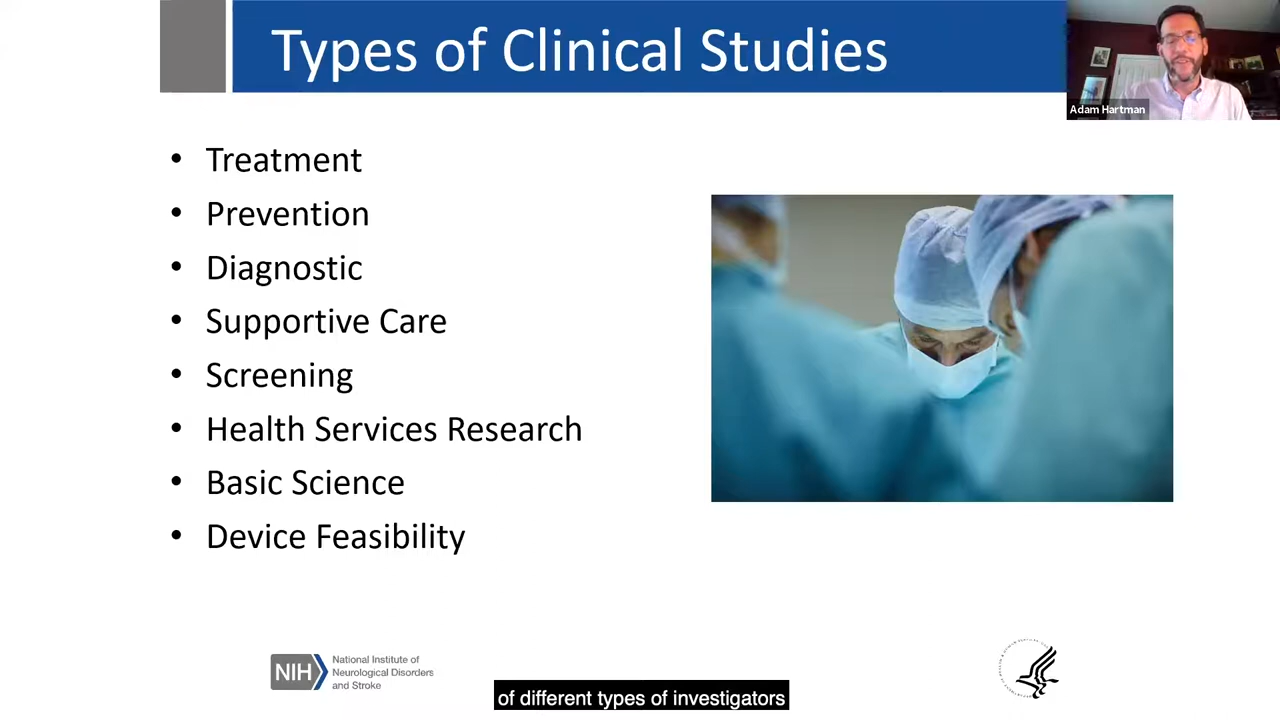 Types of Clinical Studies
Adam Hartman
• Treatment
• Prevention
• Diagnostic
• Supportive Care
• Screening
• Health Services Research
• Basic Science
• Device Feasibility
NIH
National Institute of
Neurological Disorders
and Stroke
of different types of investigators